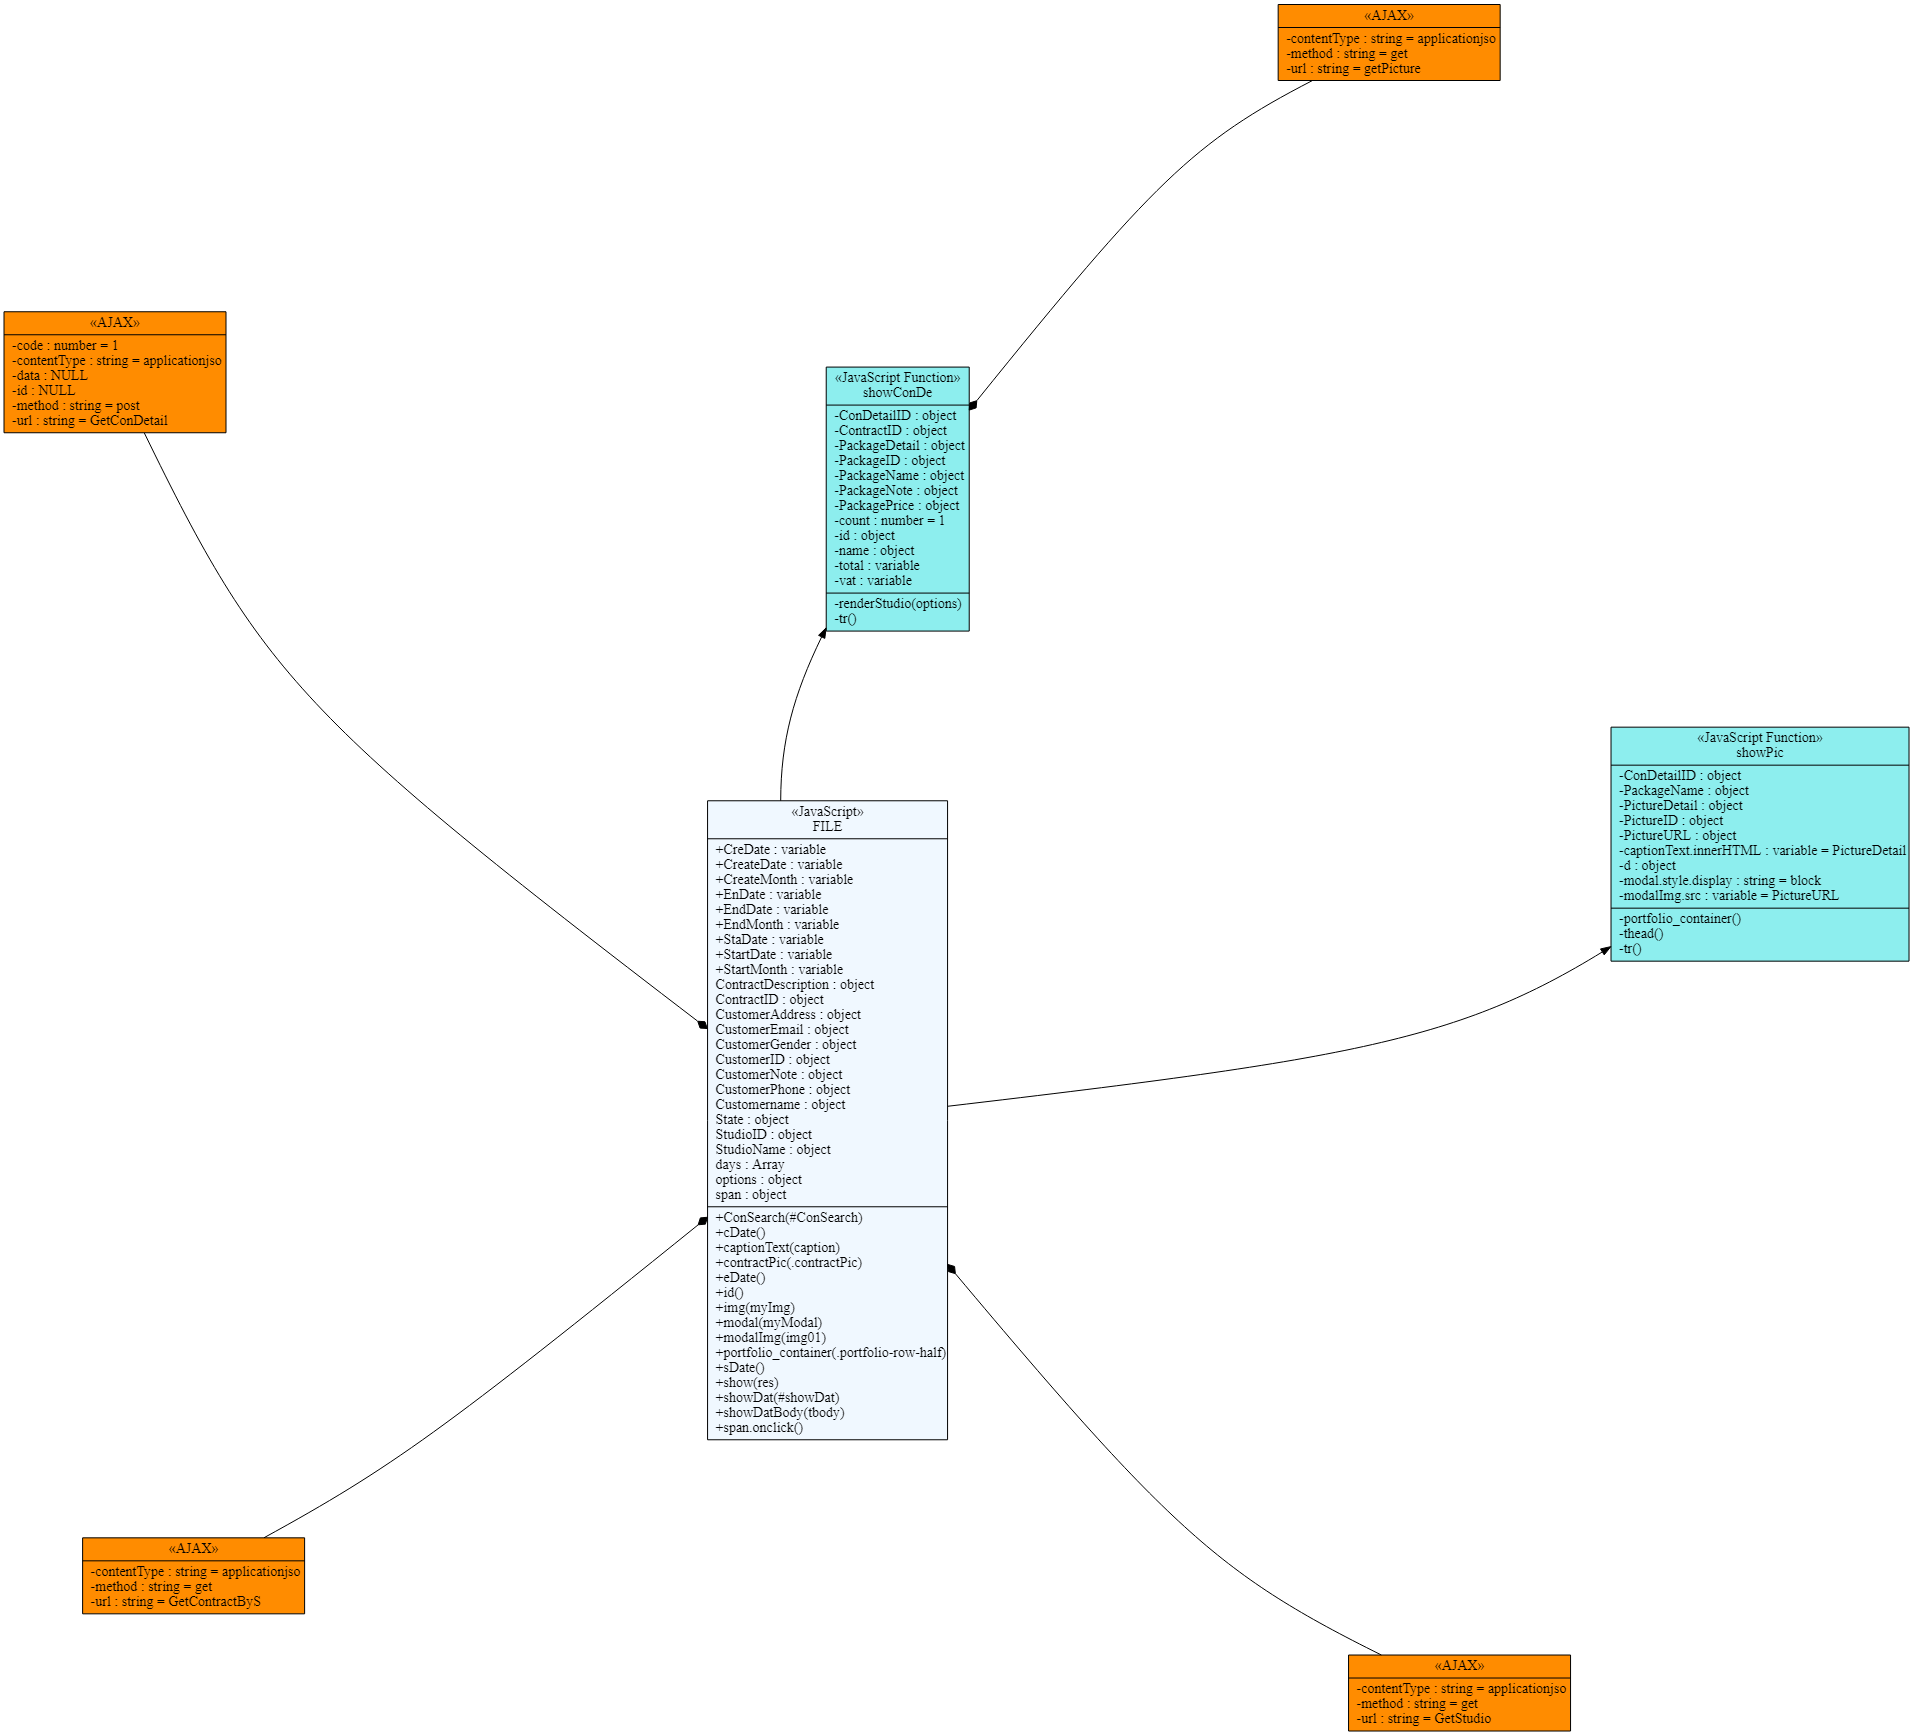 «AJAX»
-contentType : string = applicationjso
-method : string = get
-url : string = getPicture
«AJAX»
-code : number = 1
-contentType : string = applicationjso
-data : NULL
-id : NULL
-method : string = post
-url : string = GetConDetail
«JavaScript Function»
showConDe
-ConDetailID : object
-ContractID : object
-PackageDetail : object
-PackageID : object
-PackageName : object
-PackageNote : object
-PackagePrice : object
-count : number = 1
-id : object
-name : object
-total : variable
-vat : variable
-renderStudio(options)
-tr()
«JavaScript Function»
showPic
-ConDetailID : object
-PackageName : object
-PictureDetail : object
-PictureID : object
-PictureURL : object
-captionText.innerHTML : variable = PictureDetail
-d : object
-modal.style.display : string = block
-modalImg.src : variable = PictureURL
-portfolio_container()
-thead()
-tr()
«JavaScript»
FILE
+CreDate : variable
+CreateDate : variable
+CreateMonth : variable
+EnDate : variable
+EndDate : variable
+EndMonth : variable
+StaDate : variable
+StartDate : variable
+StartMonth : variable
ContractDescription : object
ContractID : object
CustomerAddress : object
CustomerEmail : object
CustomerGender : object
CustomerID : object
CustomerNote : object
CustomerPhone : object
Customername : object
State : object
StudioID : object
StudioName : object
days : Array
options : object
span : object
+ConSearch(#ConSearch)
+cDate()
+captionText(caption)
+contractPic(.contractPic)
+eDate()
+id()
+img(myImg)
+modal(myModal)
+modalImg(img01)
+portfolio_container(.portfolio-row-half)
+sDate()
+show(res)
+showDat(#showDat)
+showDatBody(tbody)
+span.onclick()
«AJAX»
-contentType : string = applicationjso
-method : string = get
-url : string = GetContractByS
«AJAX»
-contentType : string = applicationjso
-method : string = get
-url : string = GetStudio